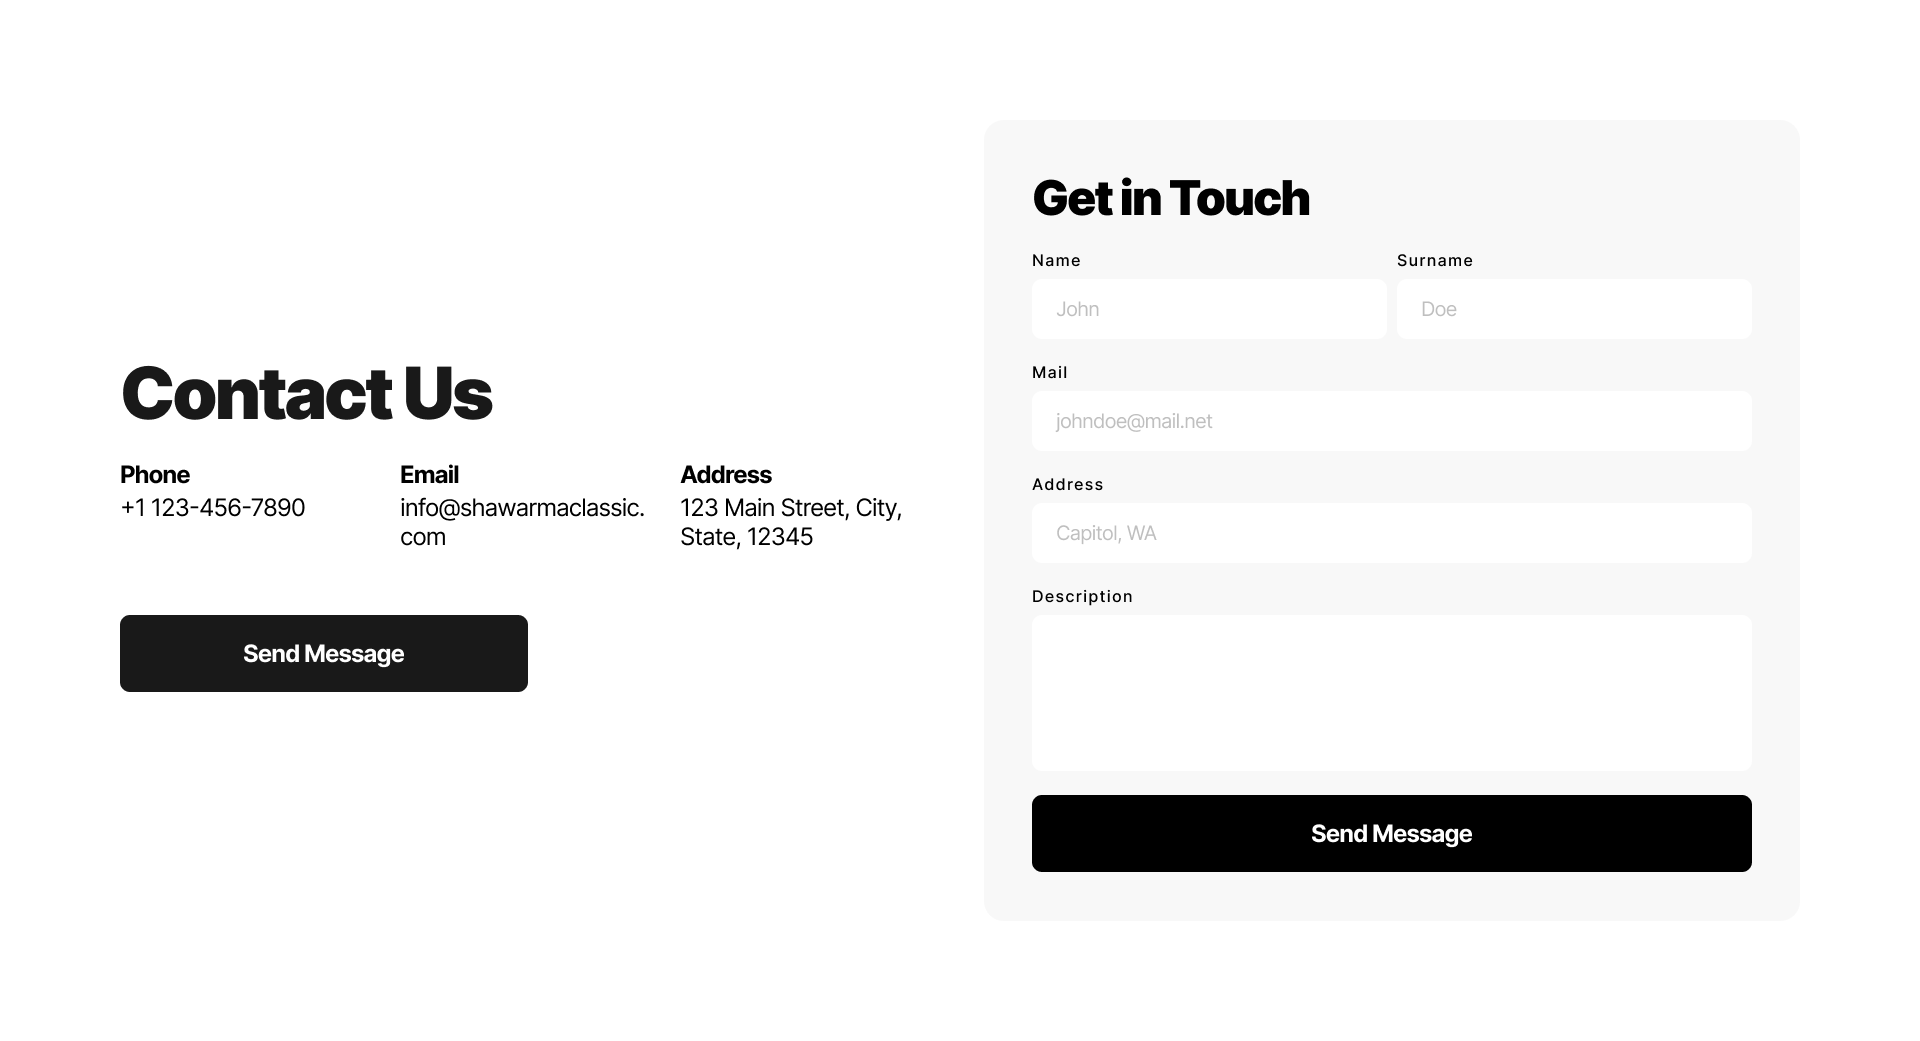 Contact Us
Phone
+1 123-456-7890
Email
info@shawarmaclassic.
com
Address
123 Main Street, City,
State, 12345
Send Message
Get in Touch
Name
John
Surname
Doe
Mail
johndoe@mail.net
Address
Capitol, WA
Description
Send Message